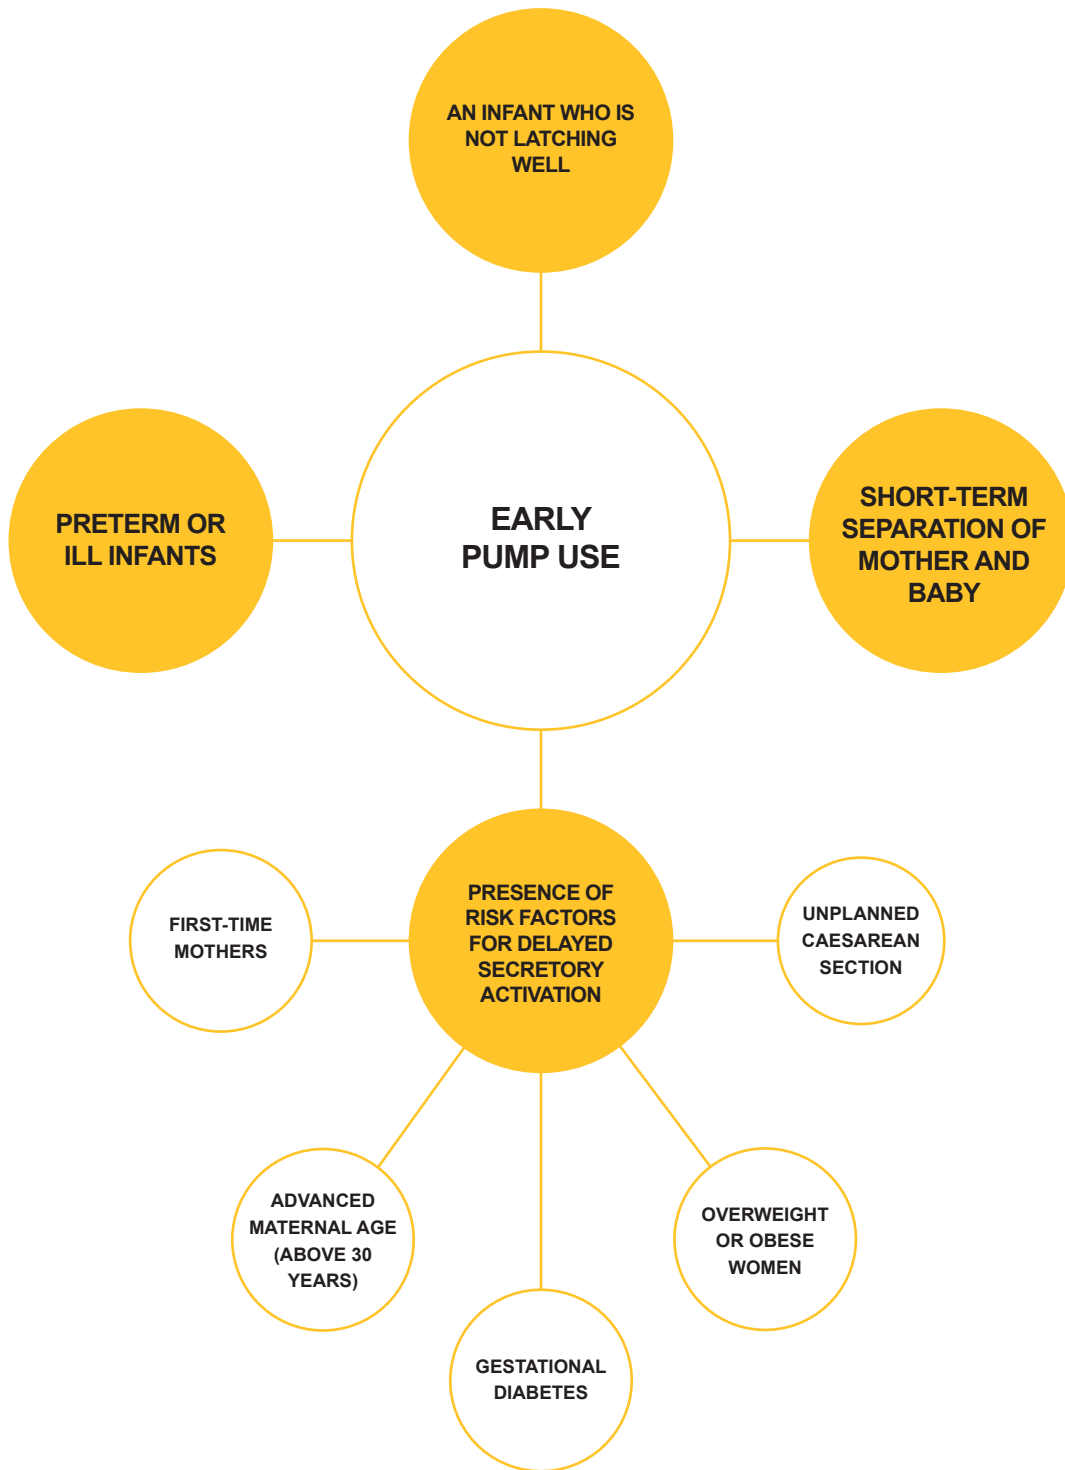 AN INFANT WHO IS
NOT LATCHING
WELL
PRETERM OR
ILL INFANTS
EARLY
PUMP USE
SHORT-TERM
SEPARATION OF
MOTHER AND
BABY
FIRST-TIME
MOTHERS
PRESENCE OF
RISK FACTORS
FOR DELAYED
SECRETORY
ACTIVATION
UNPLANNED
CAESAREAN
SECTION
ADVANCED
MATERNAL AGE
(ABOVE 30
YEARS)
OVERWEIGHT
OR OBESE
WOMEN
GESTATIONAL
DIABETES